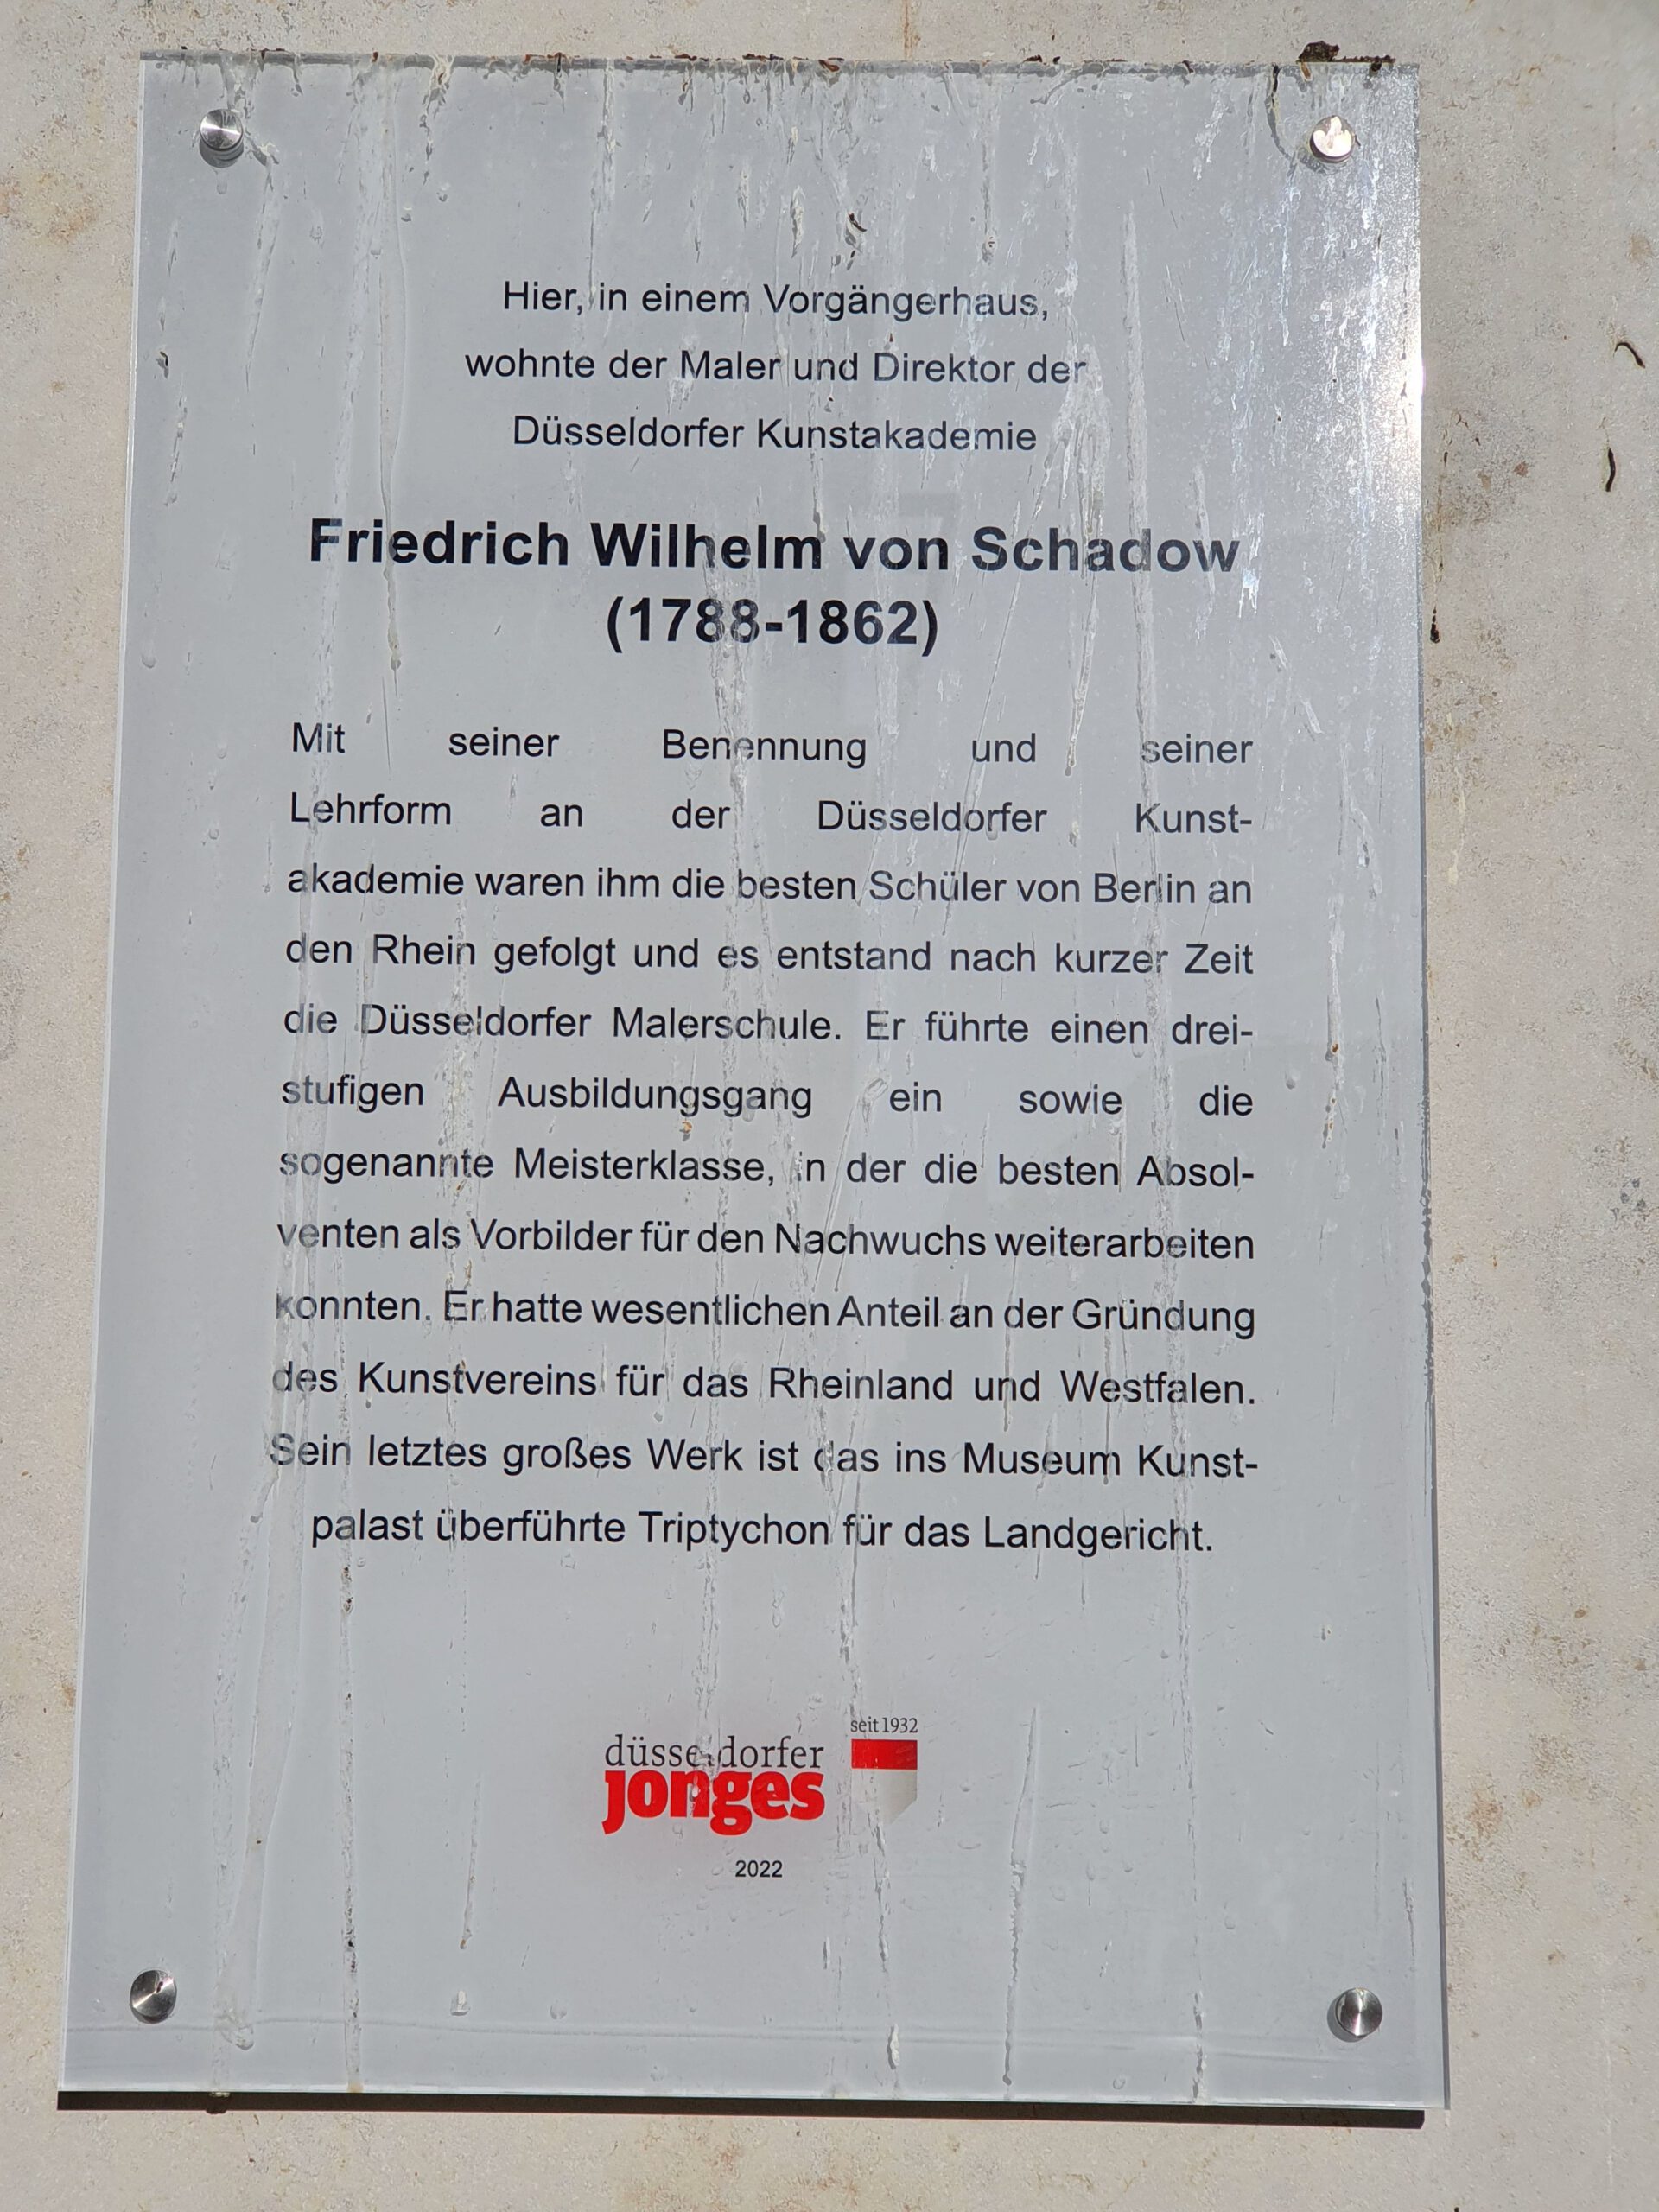 Hier, in einem Vorgängerhaus,
wohnte der Maler und Direktor der
Düsseldorfer Kunstakademie
Friedrich Wilhelm von Schadow
(1788-1862)
Mit seiner Benennung und seiner
Lehrform an der Düsseldorfer Kunst-
akademie waren ihm die besten Schüler von Berlin an
den Rhein gefolgt und es entstand nach kurzer Zeit
die Düsseldorfer Malerschule. Er führte einen drei-
stufigen Ausbildungsgang ein sowie die
sogenannte Meisterklasse, in der die besten Absol-
venten als Vorbilder für den Nachwuchs weiterarbeiten
konnten. Er hatte wesentlichen Anteil an der Gründung
des Kunstvereins für das Rheinland und Westfalen.
Sein letztes großes Werk ist das ins Museum Kunst-
palast überführte Triptychon für das Landgericht.
seit 1932
düsseldorfer
jonges
2022